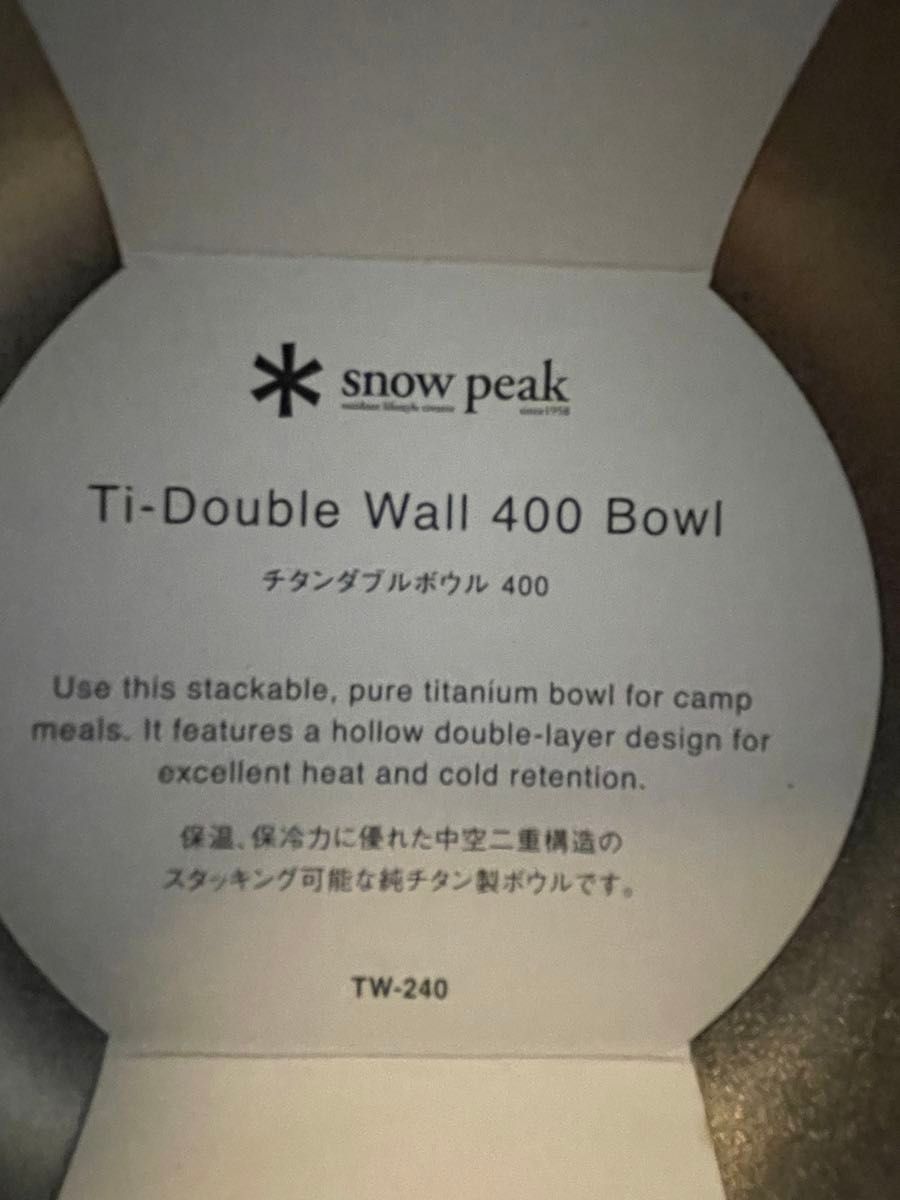 snow peak
since1958
Ti-Double Wall 400 Bowl
チタンダブルボウル 400
Use this stackable, pure titanium bowl for camp
meals. It features a hollow double-layer design for
excellent heat and cold retention.
保温、保冷力に優れた中空二重構造の
スタッキング可能な純チタン製ボウルです。
TW-240